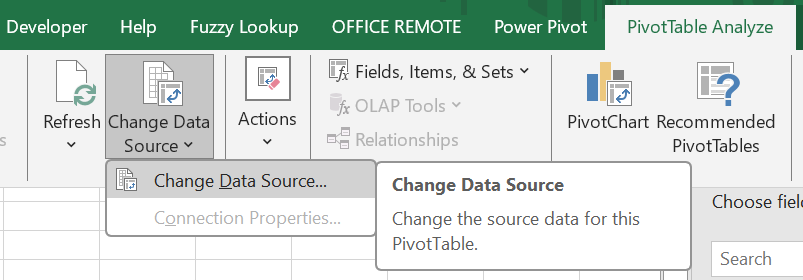 Developer Help Fuzzy Lookup OFFICE REMOTE Power Pivot PivotTable Analyze
Refresh
Change Data
Source
Actions
Fields, Items, & Sets
OLAP Tools
Relationships
PivotChart
Recommended
PivotTables
Change Data Source...
Connection Properties...
Change Data Source
Change the source data for this
PivotTable.
Choose fiel
Search